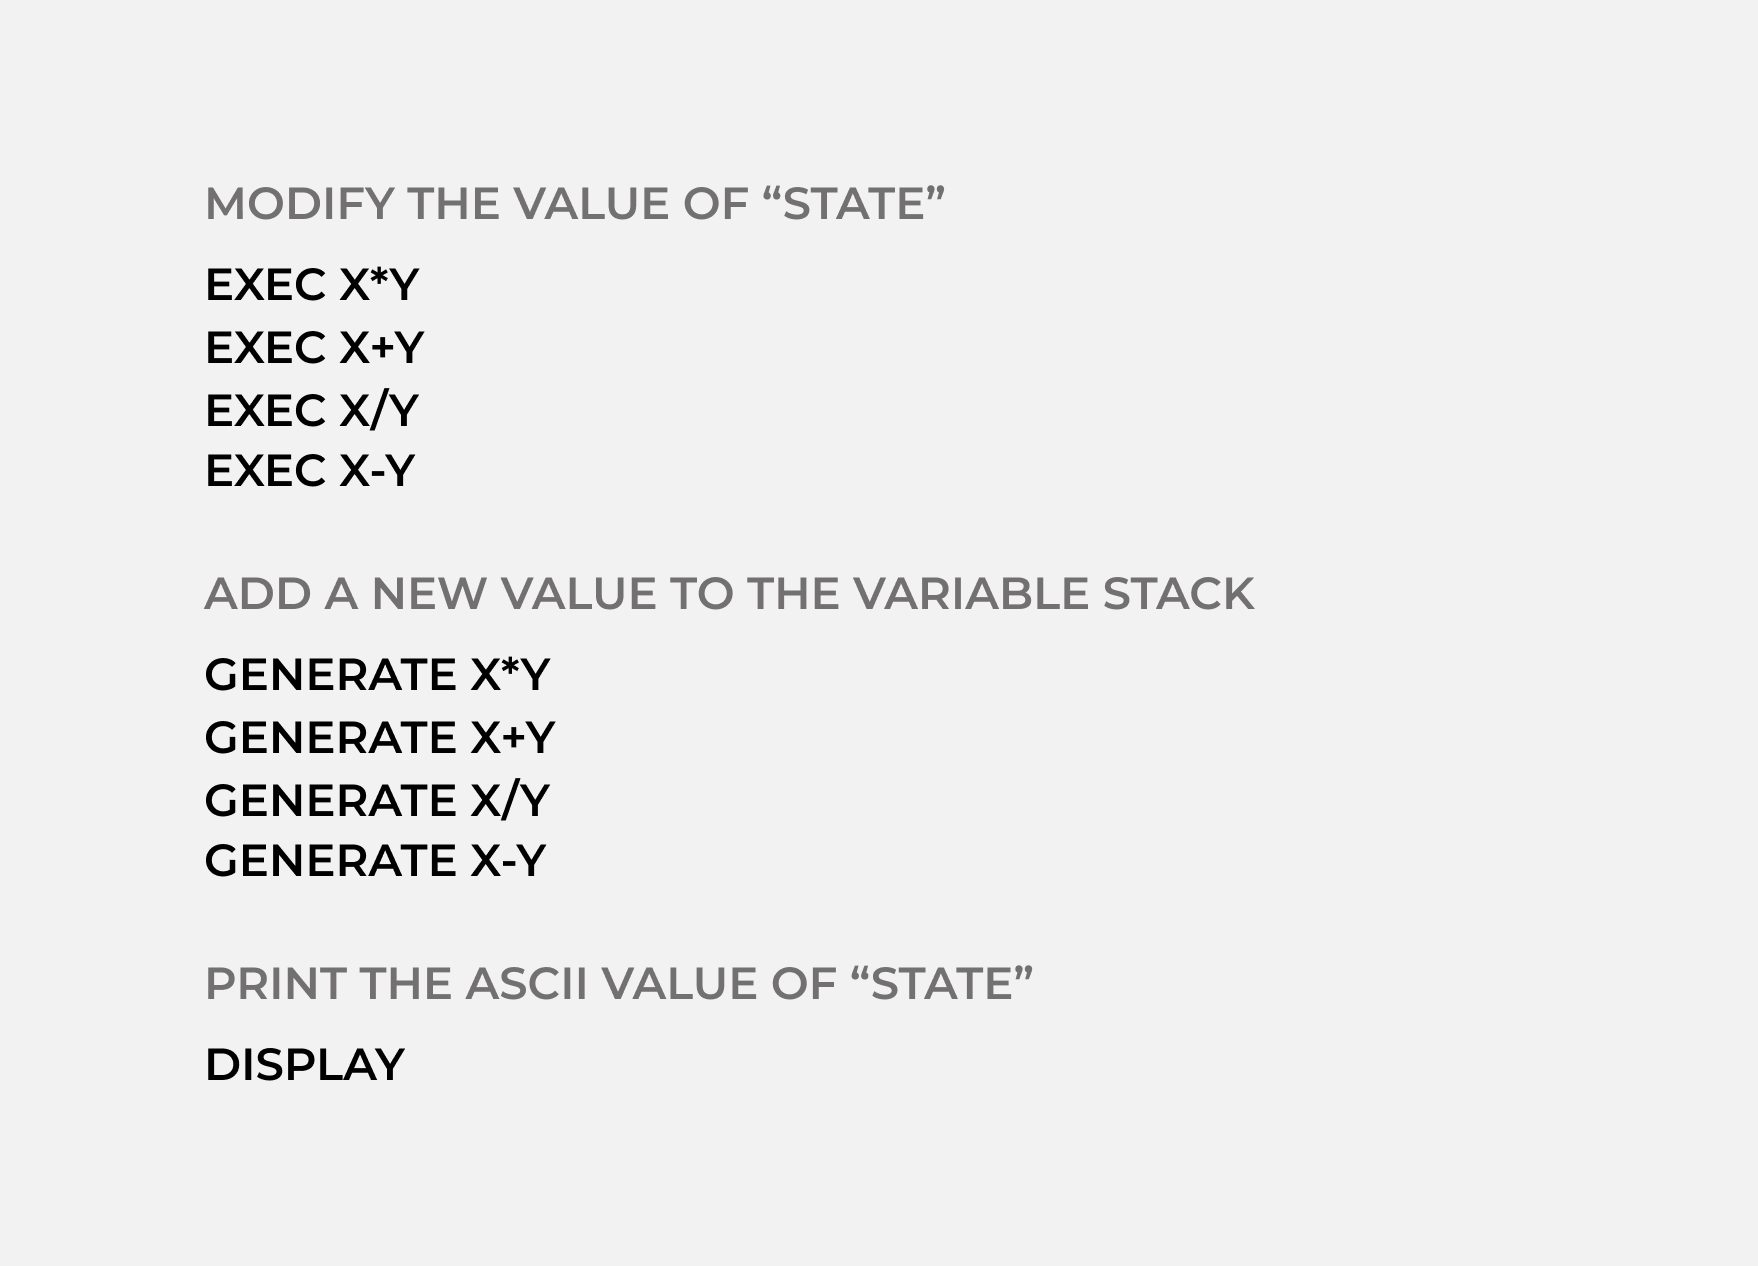 MODIFY THE VALUE OF “STATE”
EXEC X*Y
EXEC X+Y
EXEC X/Y
EXEC X-Y
ADD A NEW VALUE TO THE VARIABLE STACK
GENERATE X*Y
GENERATE X+Y
GENERATE X/Y
GENERATE X-Y
PRINT THE ASCII VALUE OF “STATE”
DISPLAY